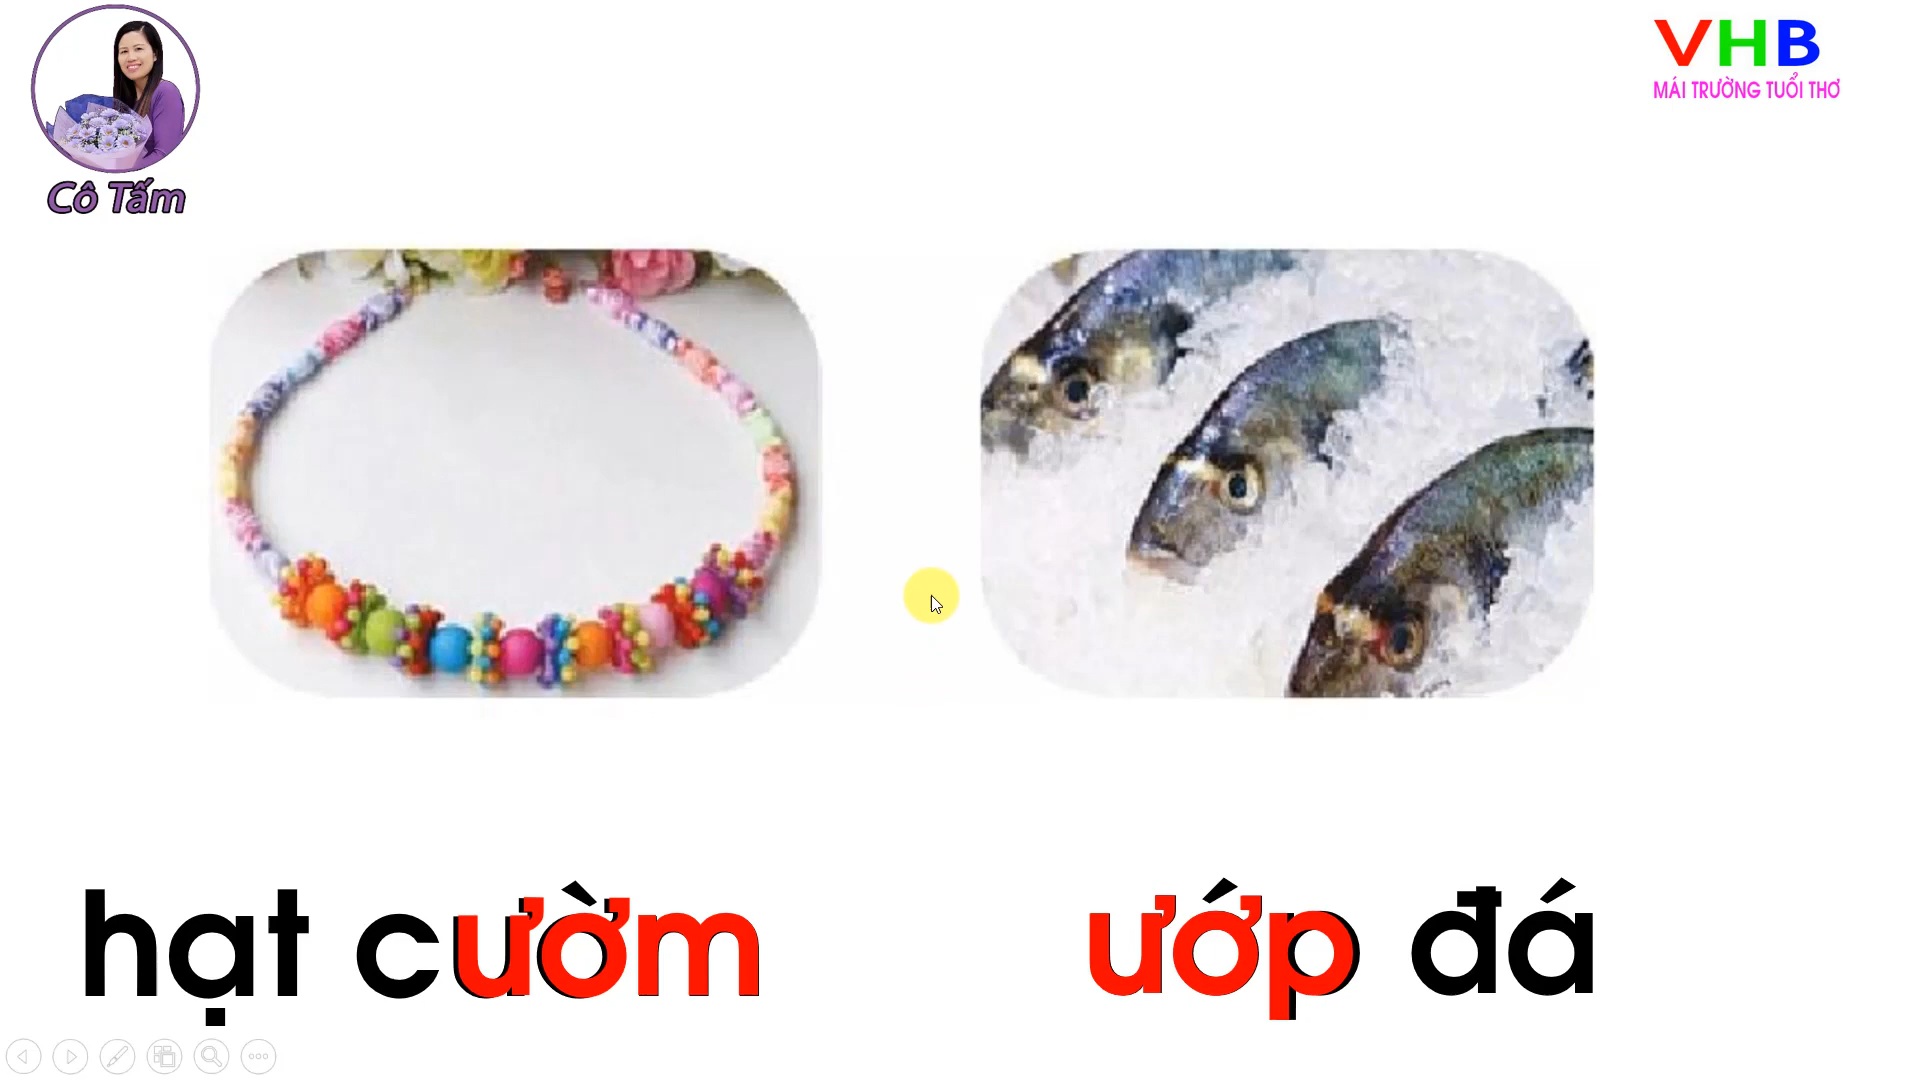 VHB
MÁI TRƯỜNG TUỔI THƠ
Cô Tấm
hạt cườm
ướp đá